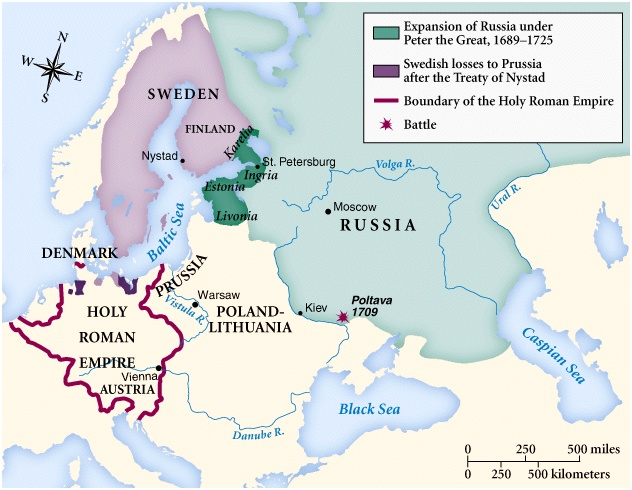 Expansion of Russia under
Peter the Great, 1689–1725
Swedish losses to Prussia
after the Treaty of Nystad
Boundary of the Holy Roman Empire
Battle
N
W
E
S
SWEDEN
FINLAND
Karelia
Nystad
St. Petersburg
Ingria
Estonia
Livonia
Baltic Sea
Volga R.
Ural R.
Moscow
RUSSIA
DENMARK
PRUSSIA
Warsaw
Vistula R.
POLAND-
LITHUANIA
Kiev
Poltava
1709
HOLY
ROMAN
EMPIRE
Vienna
AUSTRIA
Danube R.
Black Sea
Caspian Sea
0 250 500 miles
0 250 500 kilometers